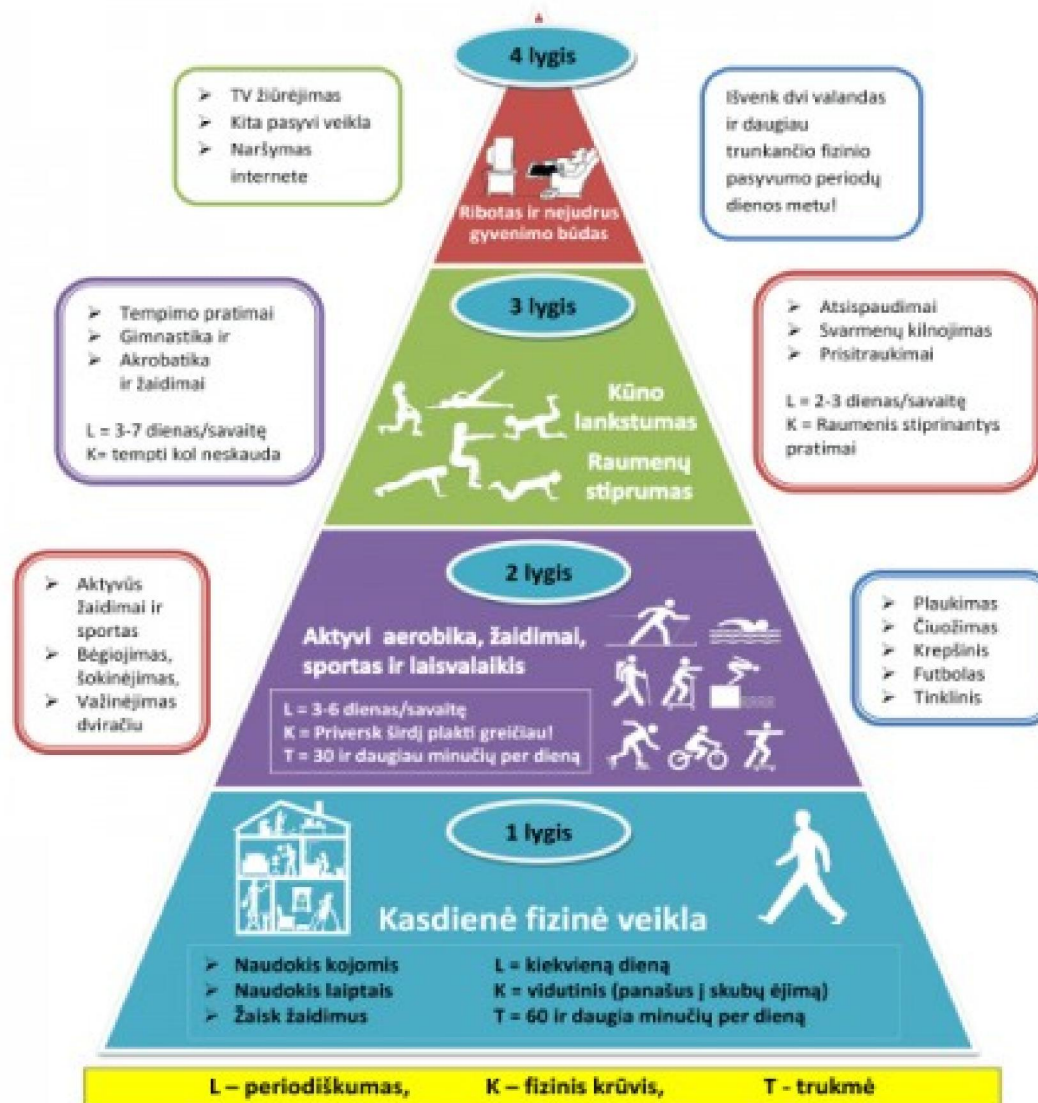 4 lygis
➢ TV žiūrėjimas
➢ Kita pasyvi veikla
➢ Naršymas
internete
Išvenk dvi valandas
ir daugiau
trunkančio fizinio
pasyvumo periodų
dienos metu!
Ribotas ir nejudrus
gyvenimo būdas
3 lygis
➢ Tempimo pratimai
➢ Gimnastika ir
➢ Akrobatika
ir žaidimai
L = 3-7 dienas/savaitę
K= tempti kol neskauda
Kūno
lankstumas
Raumenų
stiprumas
➢ Atsispaudimai
➢ Svarmenų kilnojimas
➢ Prisitraukimai
L = 2-3 dienas/savaitę
K = Raumenis stiprinantys
pratimai
2 lygis
➢ Aktyvūs
žaidimai ir
sportas
➢ Bėgiojimas,
šokinėjimas,
➢ Važinėjimas
dviračiu
Aktyvi aerobika, žaidimai,
sportas ir laisvalaikis
L = 3-6 dienas/savaitę
K = Priversk širdį plakti greičiau!
T = 30 ir daugiau minučių per dieną
➢ Plaukimas
➢ Čiuožimas
➢ Krepšinis
➢ Futbolas
➢ Tinklinis
1 lygis
Kasdienė fizinė veikla
➢ Naudokis kojomis
➢ Naudokis laiptais
➢ Žaisk žaidimus
L = kiekvieną dieną
K = vidutinis (panašus į skubų ėjimą)
T = 60 ir daugia minučių per dieną
L – periodiškumas, K – fizinis krūvis, T - trukmė